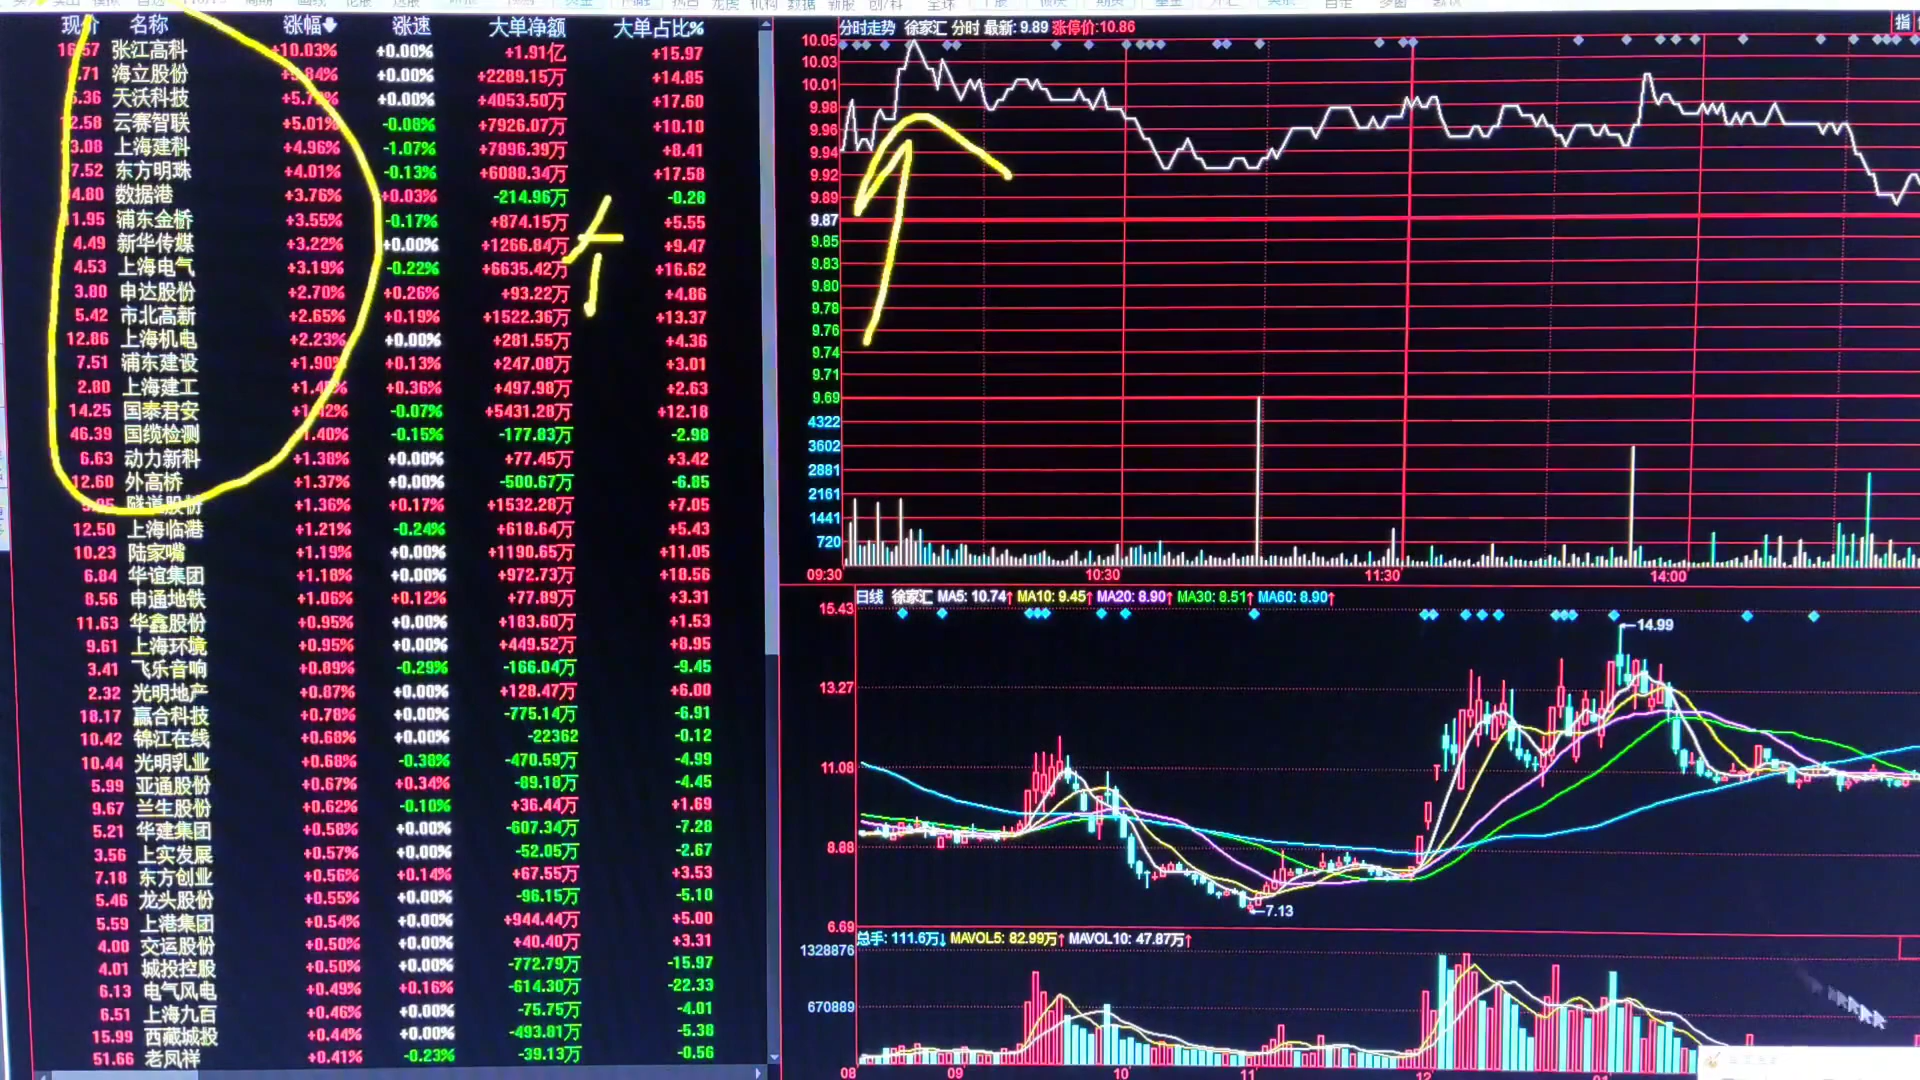 现价 名称 涨幅 涨速 大单净额 大单占比%
张江高科 +10.03% +0.00% +1.91亿 +15.97
海立股份 +0.00% +2289.15万 +14.85
天沃科技 +0.00% +4053.50万 +17.60
云赛智联 +5.01% -0.08% +7926.07万 +10.10
上海建科 +4.96% -1.07% +7896.39万 +8.41
东方明珠 +4.01% -0.13% +6088.34万 +17.58
数据港 +3.76% +0.03% -214.96万 -0.28
浦东金桥 +3.55% -0.17% +874.15万 +5.55
4.49 新华传媒 +3.22% +0.00% +1266.84万 +9.47
4.53 上海电气 +3.19% -0.22% +6635.42万 +16.62
3.80 申达股份 +2.70% +0.26% +93.22万 +4.86
5.42 市北高新 +2.65% +0.19% +1522.36万 +13.37
12.86 上海机电 +2.23% +0.00% +281.55万 +4.36
7.51 浦东建设 +1.90% +0.13% +247.08万 +3.01
2.80 上海建工 +0.36% +497.98万 +2.63
14.25 国泰君安 -0.07% +5431.28万 +12.18
46.39 国缆检测 -0.15% -177.83万 -2.98
6.63 动力新科 +1.38% +0.00% +77.45万 +3.42
12.60 外高桥 +1.37% +0.00% -500.67万 -6.85
隧道股份 +1.36% +0.17% +1532.28万 +7.05
12.50 上海临港 +1.21% -0.24% +618.64万 +5.43
10.23 陆家嘴 +1.19% +0.00% +1190.65万 +11.05
6.84 华谊集团 +1.18% +0.00% +972.73万 +18.56
8.56 申通地铁 +1.06% +0.12% +77.89万 +3.31
11.63 华鑫股份 +0.95% +0.00% +183.60万 +1.53
9.61 上海环境 +0.95% +0.00% +449.52万 +8.95
3.41 飞乐音响 +0.89% -0.29% -166.04万 -9.45
2.32 光明地产 +0.87% +0.00% +128.47万 +6.00
18.17 赢合科技 +0.78% +0.00% -775.14万 -6.91
10.42 锦江在线 +0.68% +0.00% -22362 -0.12
10.44 光明乳业 +0.68% -0.38% -470.59万 -4.99
5.99 亚通股份 +0.67% +0.34% -89.18万 -4.45
9.67 兰生股份 +0.62% -0.10% +36.44万 +1.69
5.21 华建集团 +0.58% +0.00% -607.34万 -7.28
3.56 上实发展 +0.57% +0.00% -52.05万 -2.67
7.18 东方创业 +0.56% +0.14% +67.55万 +3.53
5.46 龙头股份 +0.55% +0.00% -96.15万 -5.10
5.59 上港集团 +0.54% +0.00% +944.44万 +5.00
4.00 交运股份 +0.50% +0.00% +40.40万 +3.31
4.01 城投控股 +0.50% +0.00% -772.79万 -15.97
6.13 电气风电 +0.49% +0.16% -614.30万 -22.33
6.51 上海九百 +0.46% +0.00% -75.75万 -4.01
15.99 西藏城投 +0.44% +0.00% -493.81万 -5.38
51.66 老凤祥 +0.41% -0.23% -39.13万 -0.56
分时走势 徐家汇 分时 最新: 9.89 涨停价:10.86
指
10.05
10.03
10.01
9.98
9.96
9.94
9.92
9.89
9.87
9.85
9.83
9.80
9.78
9.76
9.74
9.71
9.69
4322
3602
2881
2161
1441
720
09:30 10:30 11:30 14:00
日线 徐家汇 MA5: 10.74↑ MA10: 9.45↑ MA20: 8.90↑ MA30: 8.51↑ MA60: 8.90↑
15.43
14.99
13.27
11.08
8.88
7.13
6.69
总手: 111.6万↓ MAVOL5: 82.99万↑ MAVOL10: 47.87万↑
1328876
670889
08 09 10 11 12